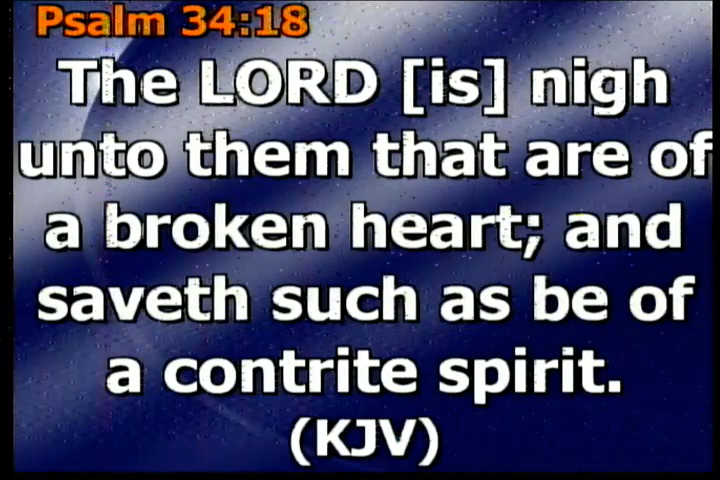 Psalm 34:18
The LORD [is] nigh
unto them that are of
a broken heart; and
saveth such as be of
a contrite spirit.
(KJV)